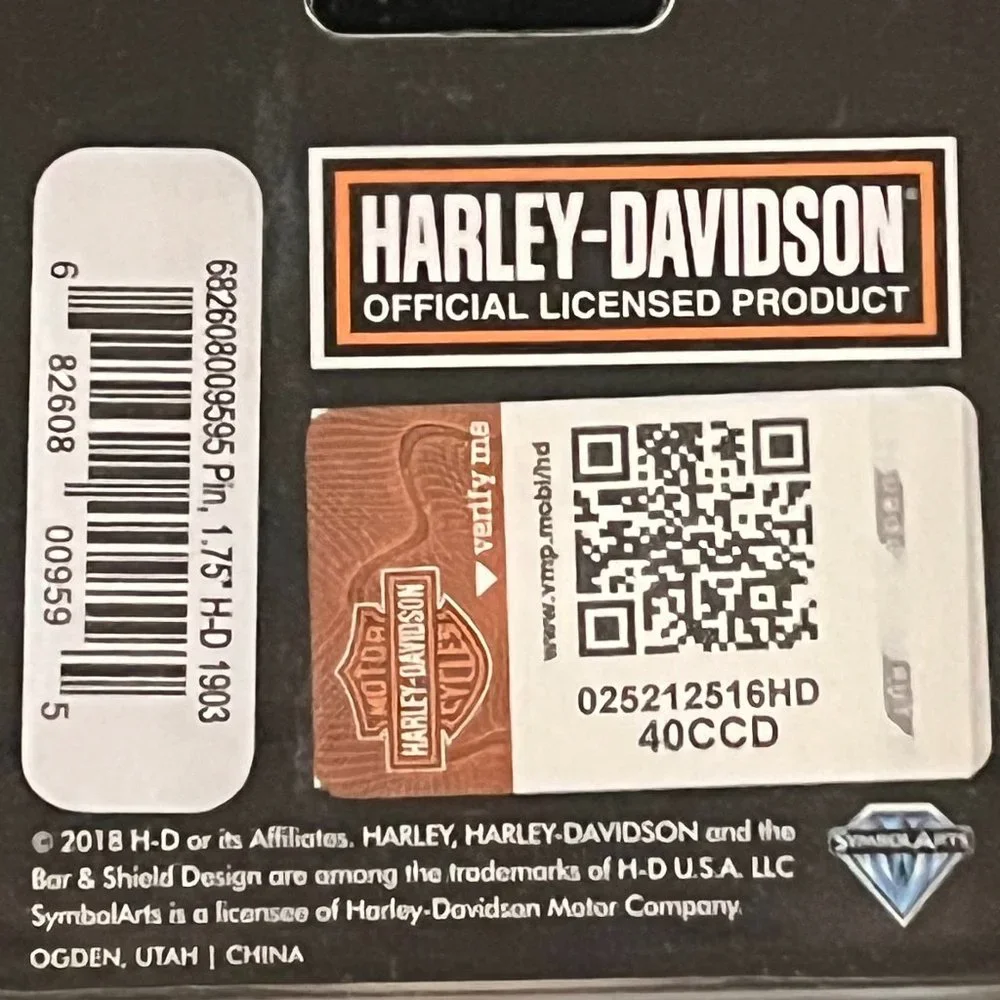 682608009595 Pin, 1.75" H-D 1903
6 82608 00959 5
HARLEY-DAVIDSON
OFFICIAL LICENSED PRODUCT
verify me
MOTOR
HARLEY-DAVIDSON
CYCLES
www.vmp.mobi/hd
025212516HD
40CCD
© 2018 H-D or its Affiliates. HARLEY, HARLEY-DAVIDSON and the
Bar & Shield Design are among the trademarks of H-D U.S.A. LLC
SymbolArts is a licensee of Harley-Davidson Motor Company.
OGDEN, UTAH | CHINA
SYMBOLARTS